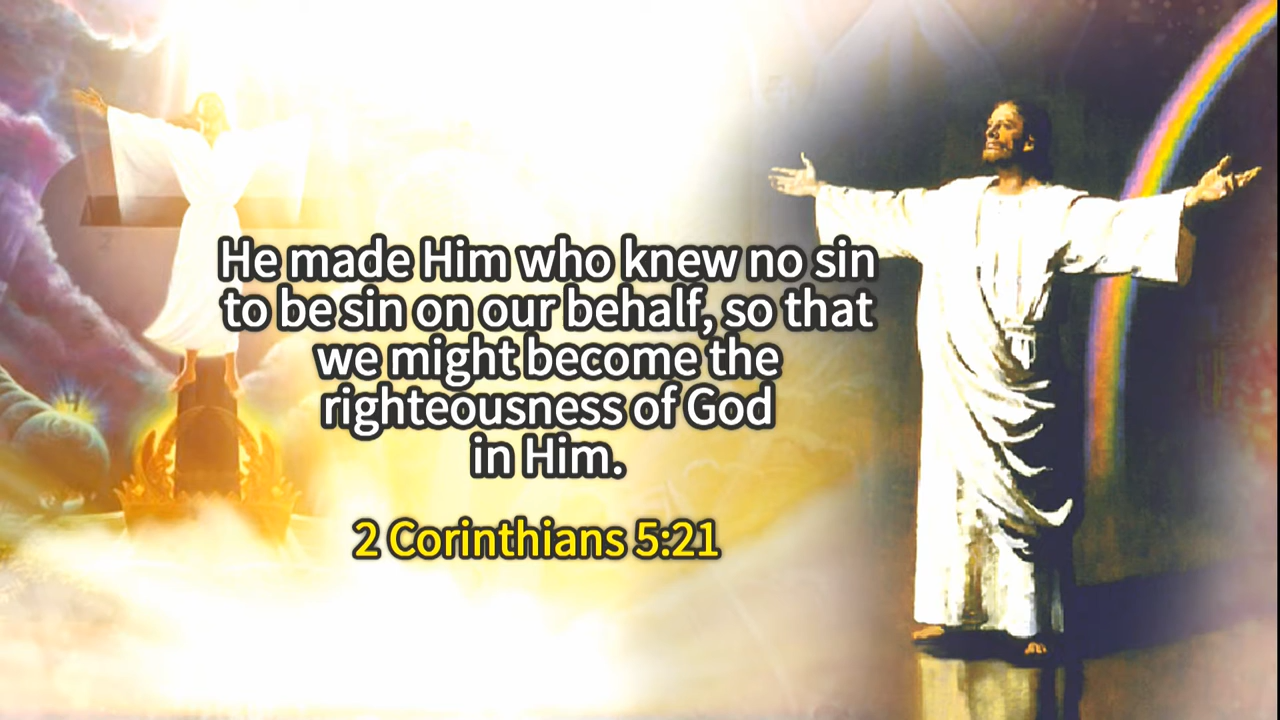 He made Him who knew no sin
to be sin on our behalf, so that
we might become the
righteousness of God
in Him.
2 Corinthians 5:21